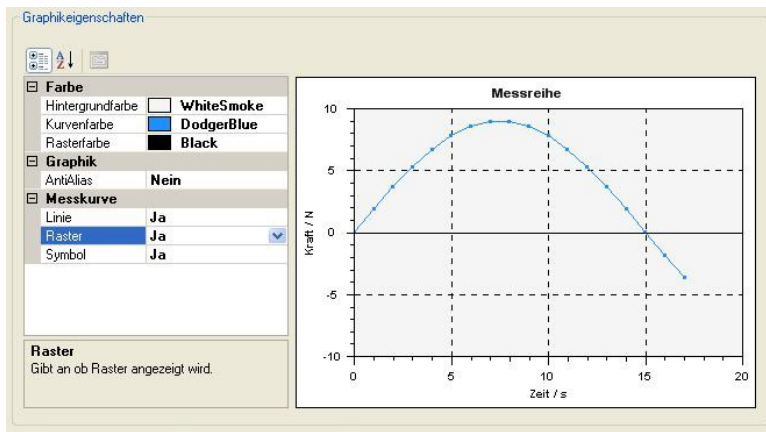 Graphikeigenschaften
Farbe
Hintergrundfarbe WhiteSmoke
Kurvenfarbe DodgerBlue
Rasterfarbe Black
Graphik
AntiAlias Nein
Messkurve
Linie Ja
Raster Ja
Symbol Ja
Raster
Gibt an ob Raster angezeigt wird.
Messreihe
10
5
0
-5
-10
Kraft / N
0 5 10 15 20
Zeit / s